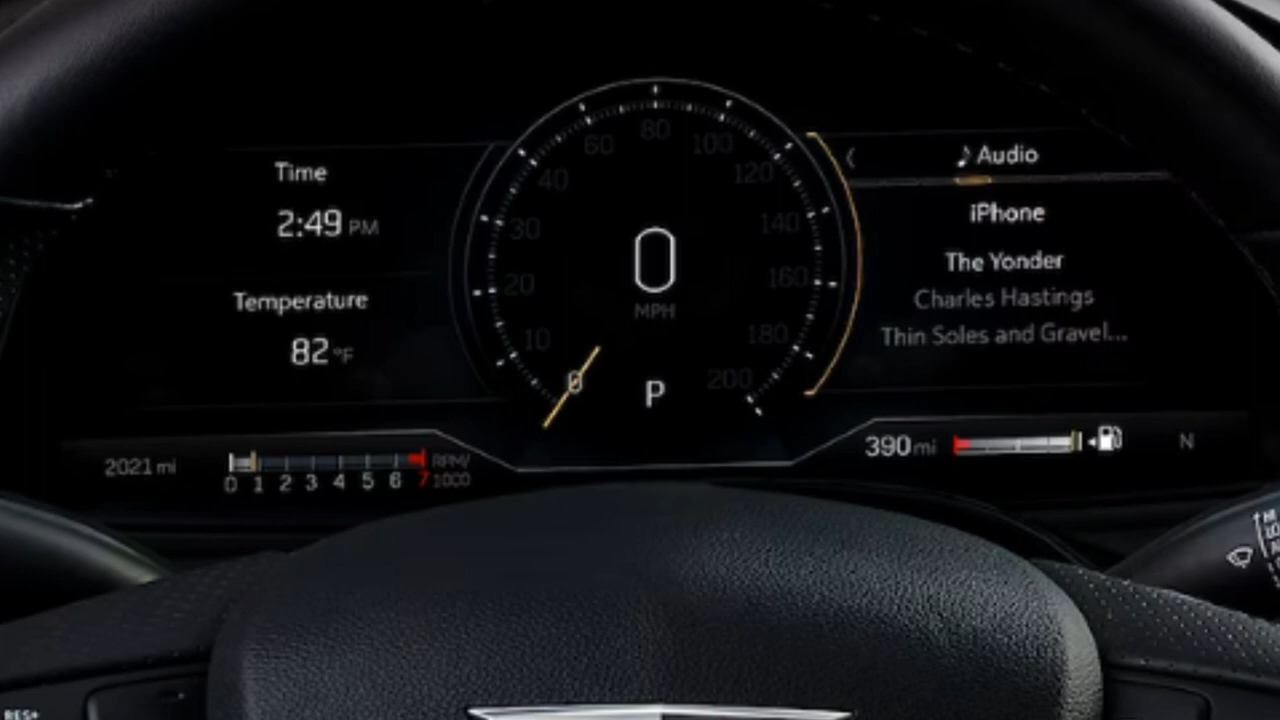 Time
2:49 PM
Temperature
82 °F
0
10
20
30
40
60
80
100
120
140
160
180
200
0
MPH
P
Audio
iPhone
The Yonder
Charles Hastings
Thin Soles and Gravel...
2021 mi
0 1 2 3 4 5 6 7
RPM/
1000
390 mi
N
RES+